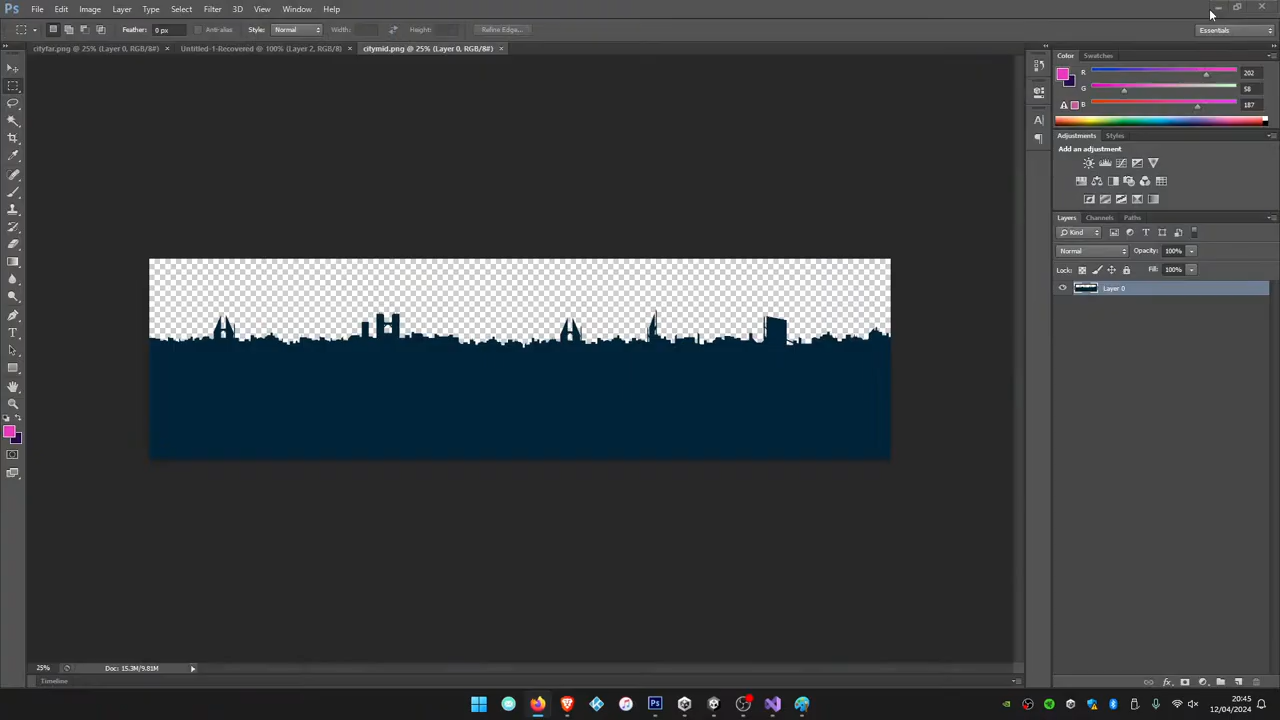 Ps File Edit Image Layer Type Select Filter 3D View Window Help
Feather: 0 px Anti-alias Style: Normal Width: Height: Refine Edge... Essentials
cityfar.png @ 25% (Layer 0, RGB/8#) × Untitled-1-Recovered @ 100% (Layer 2, RGB/8) × citymid.png @ 25% (Layer 0, RGB/8#) ×
Color Swatches
R 202
G 58
B 187
Adjustments Styles
Add an adjustment
Layers Channels Paths
Kind
Normal Opacity: 100%
Lock: Fill: 100%
Layer 0
25% Doc: 15.3M/9.81M
Timeline
20:45
12/04/2024